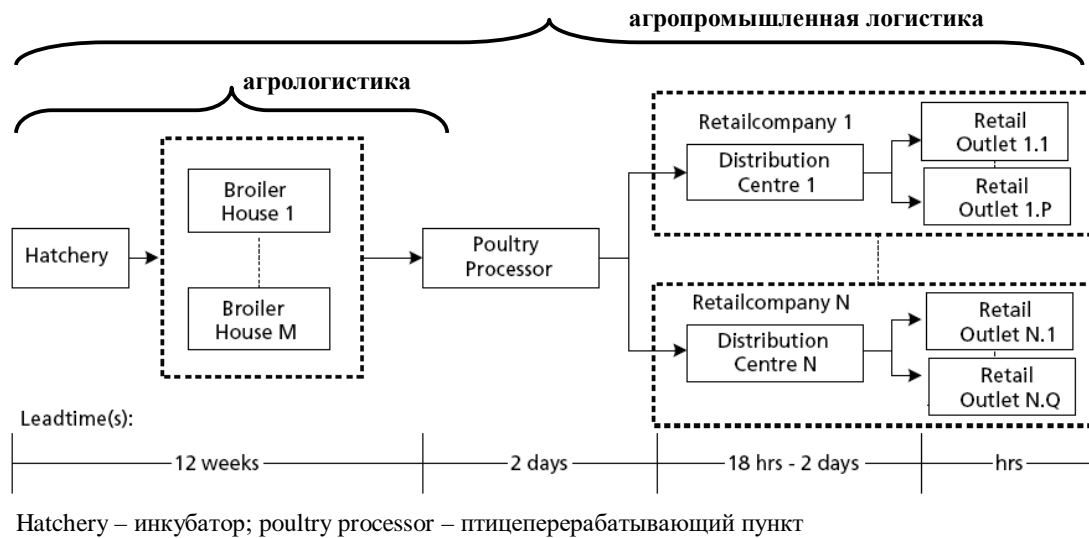 агропромышленная логистика
агрологистика
Hatchery
Broiler
House 1
Broiler
House M
Poultry
Processor
Retailcompany 1
Distribution
Centre 1
Retail
Outlet 1.1
Retail
Outlet 1.P
Retailcompany N
Distribution
Centre N
Retail
Outlet N.1
Retail
Outlet N.Q
Leadtime(s):
12 weeks
2 days
18 hrs - 2 days
hrs
Hatchery – инкубатор; poultry processor – птицеперерабатывающий пункт